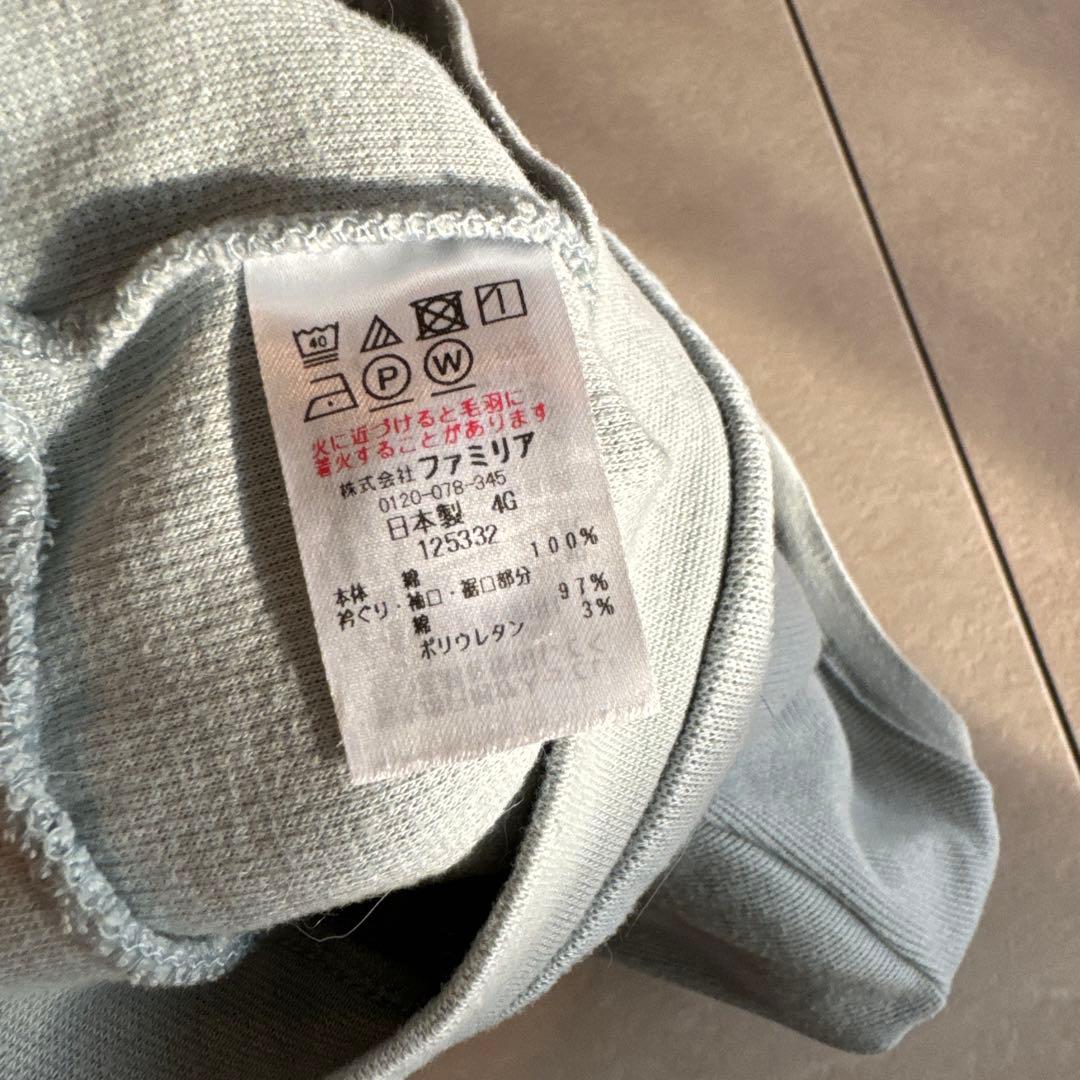 40
P W
火に近づけると毛羽に
着火することがあります
株式会社 ファミリア
0120-078-345
日本製 4G
125332
本体 綿 100%
衿ぐり・袖口・裾口部分
綿 97%
ポリウレタン 3%